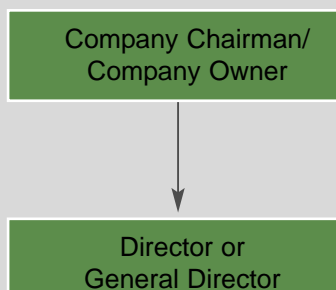 Company Chairman/
Company Owner
Director or
General Director